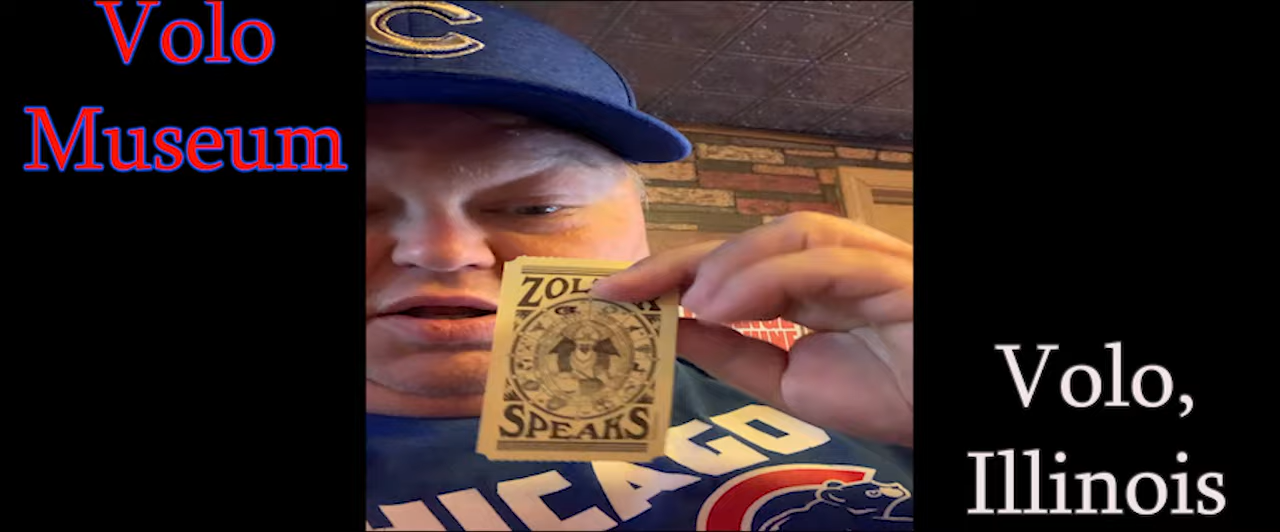 Volo
Museum
C
SPEAKS
CHICAGO
C
Volo,
Illinois